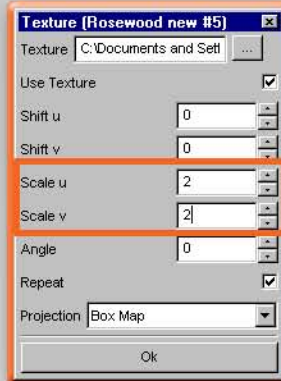 Texture (Rosewood new #5)
Texture C:\Documents and Sett ...
Use Texture
Shift u 0
Shift v 0
Scale u 2
Scale v 2
Angle 0
Repeat
Projection Box Map
Ok